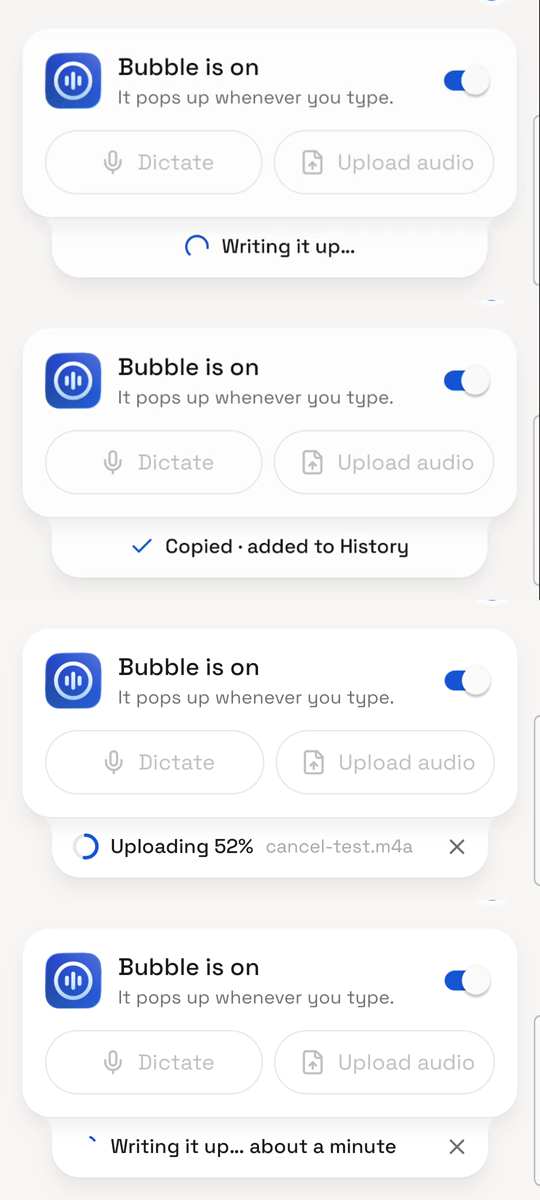 Bubble is on
It pops up whenever you type.
Dictate
Upload audio
Writing it up...
Bubble is on
It pops up whenever you type.
Dictate
Upload audio
Copied · added to History
Bubble is on
It pops up whenever you type.
Dictate
Upload audio
Uploading 52% cancel-test.m4a
Bubble is on
It pops up whenever you type.
Dictate
Upload audio
Writing it up... about a minute